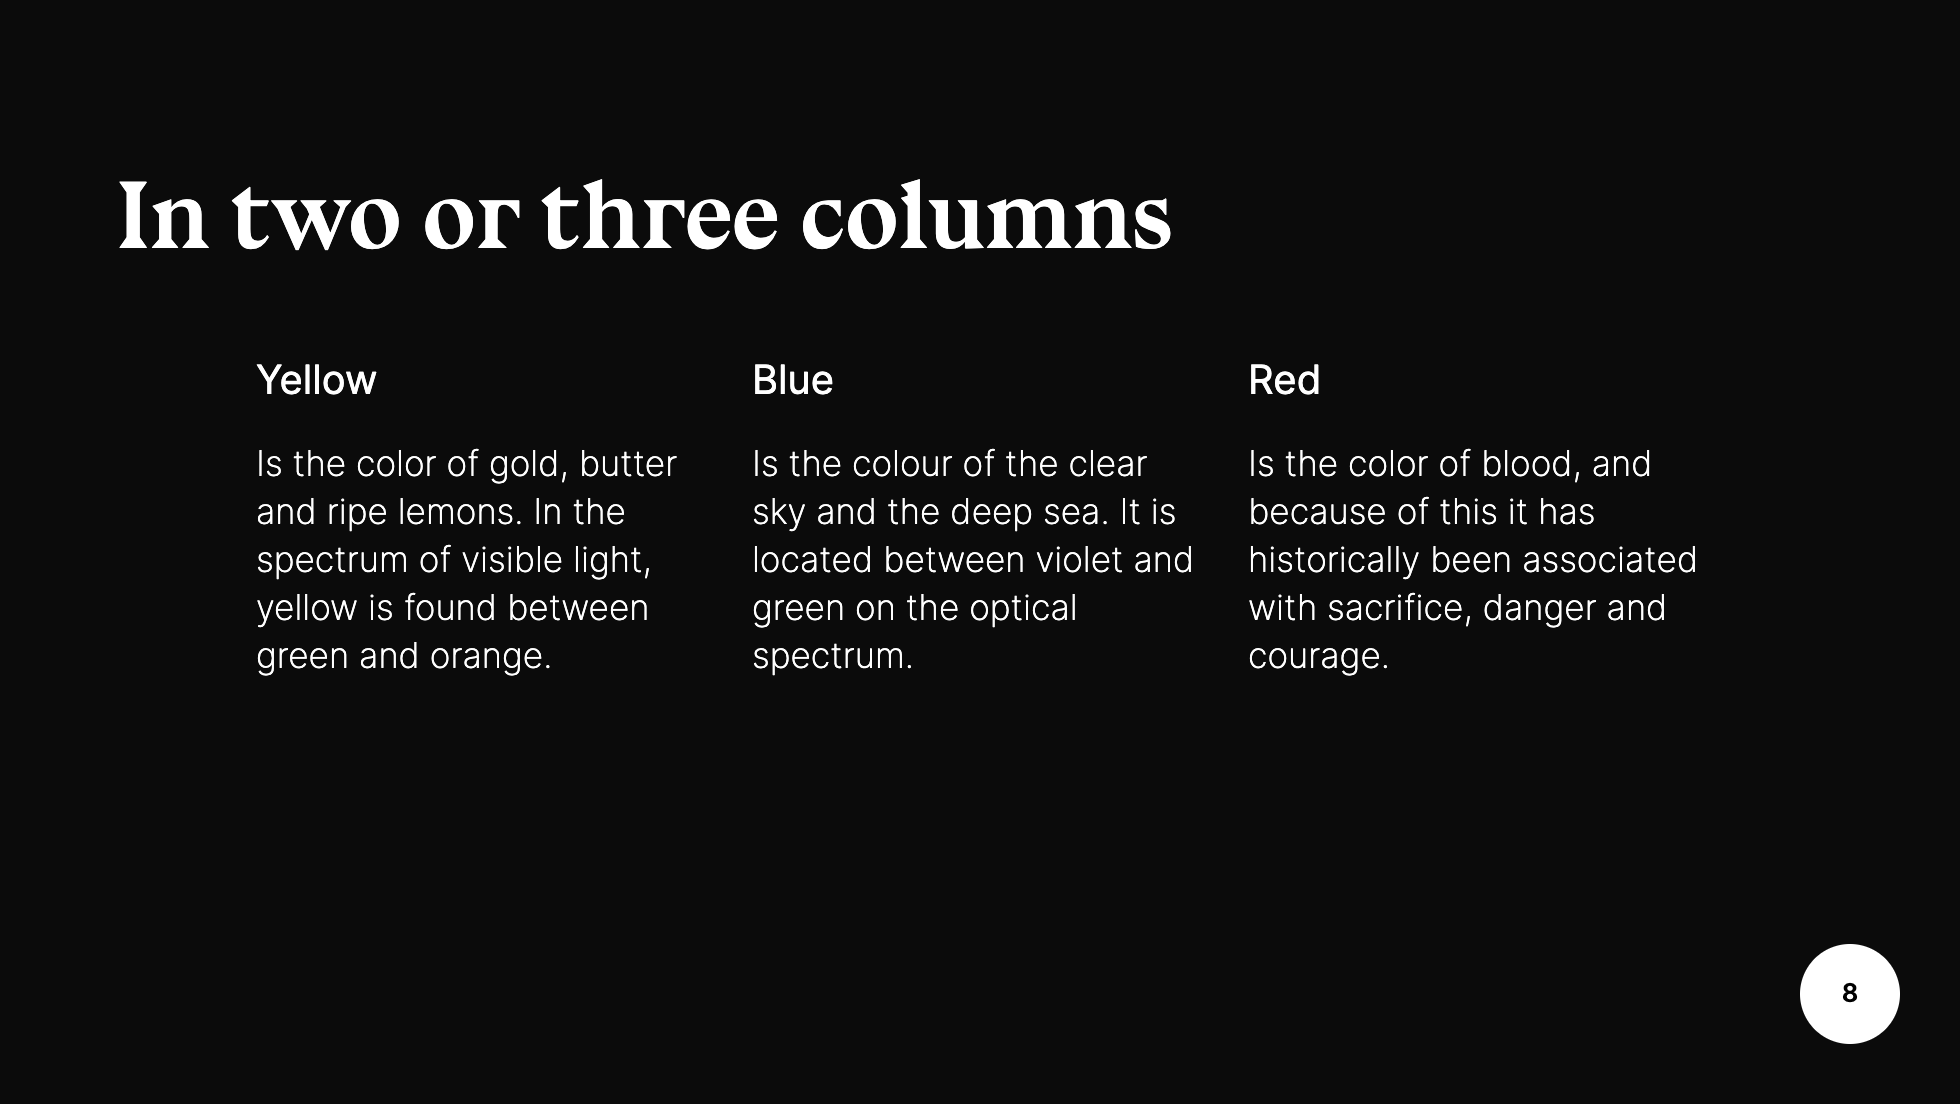 In two or three columns
Yellow
Is the color of gold, butter
and ripe lemons. In the
spectrum of visible light,
yellow is found between
green and orange.
Blue
Is the colour of the clear
sky and the deep sea. It is
located between violet and
green on the optical
spectrum.
Red
Is the color of blood, and
because of this it has
historically been associated
with sacrifice, danger and
courage.
8